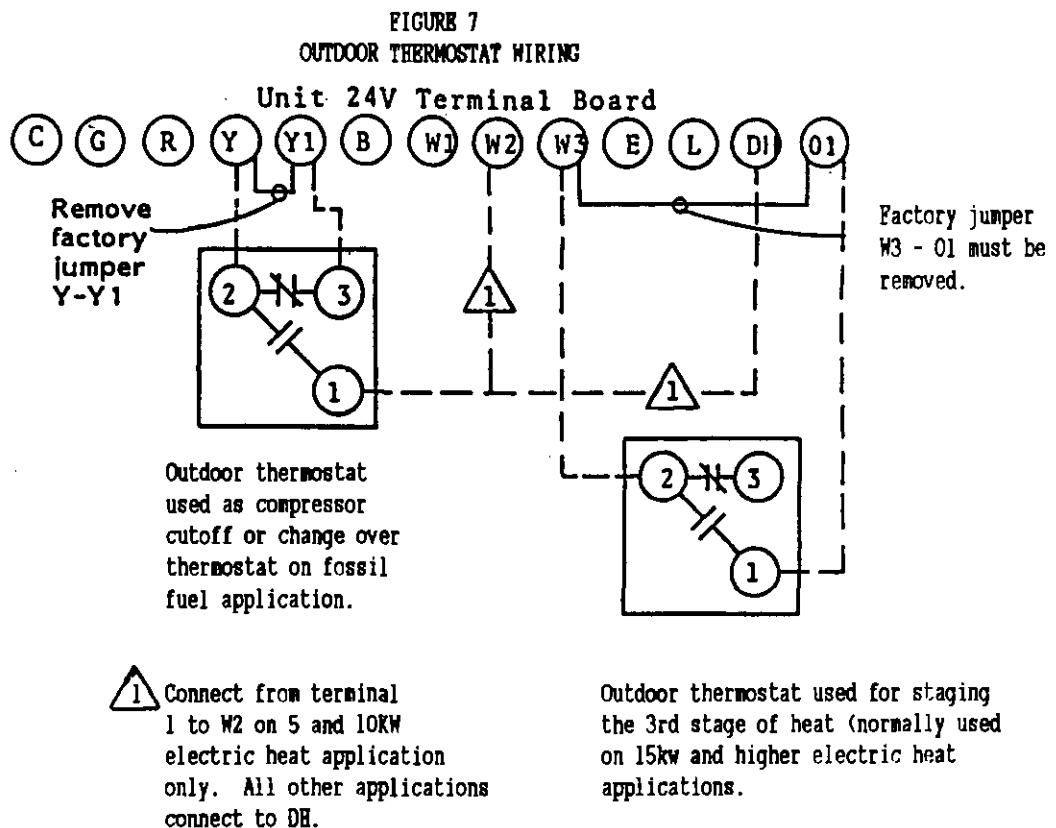 FIGURE 7
OUTDOOR THERMOSTAT WIRING
Unit 24V Terminal Board
C G R Y Y1 B W1 W2 W3 E L DH O1
Remove
factory
jumper
Y-Y1
Factory jumper
W3 - O1 must be
removed.
2 3
1
1
1
2 3
1
Outdoor thermostat
used as compressor
cutoff or change over
thermostat on fossil
fuel application.
1 Connect from terminal
1 to W2 on 5 and 10KW
electric heat application
only. All other applications
connect to DH.
Outdoor thermostat used for staging
the 3rd stage of heat (normally used
on 15kw and higher electric heat
applications.